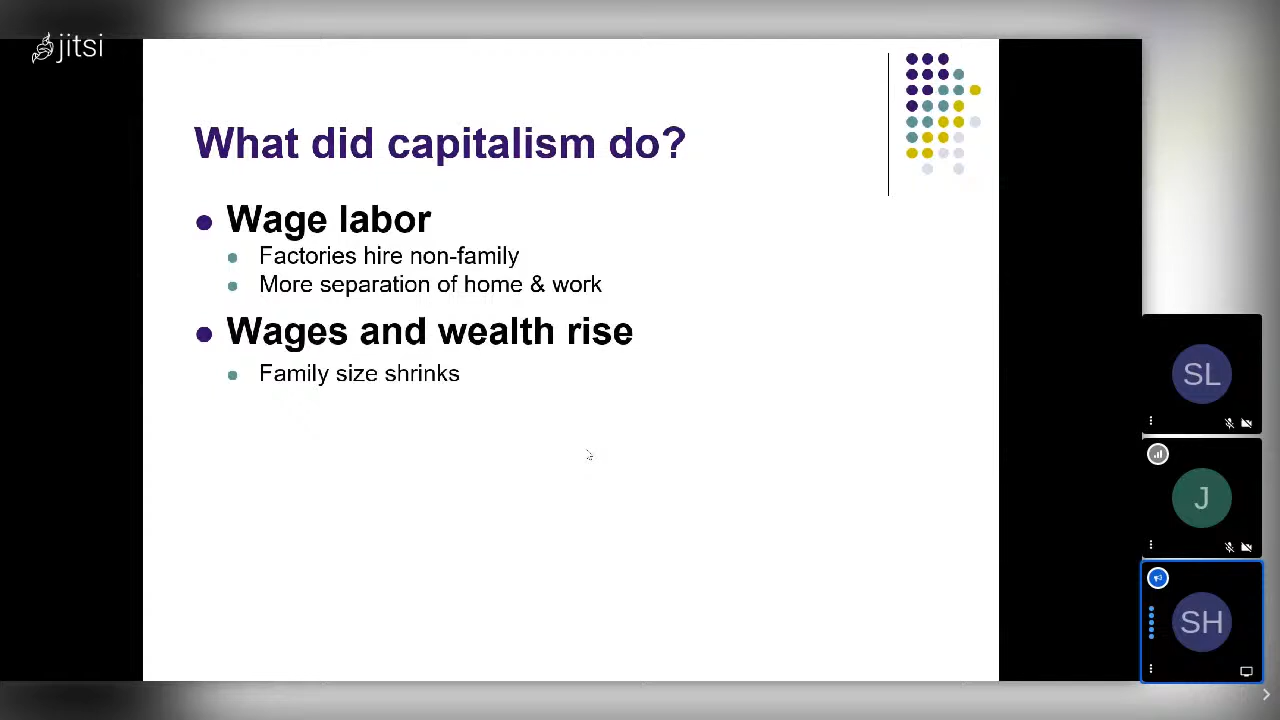 jitsi
What did capitalism do?
Wage labor
Factories hire non-family
More separation of home & work
Wages and wealth rise
Family size shrinks
SL
J
SH